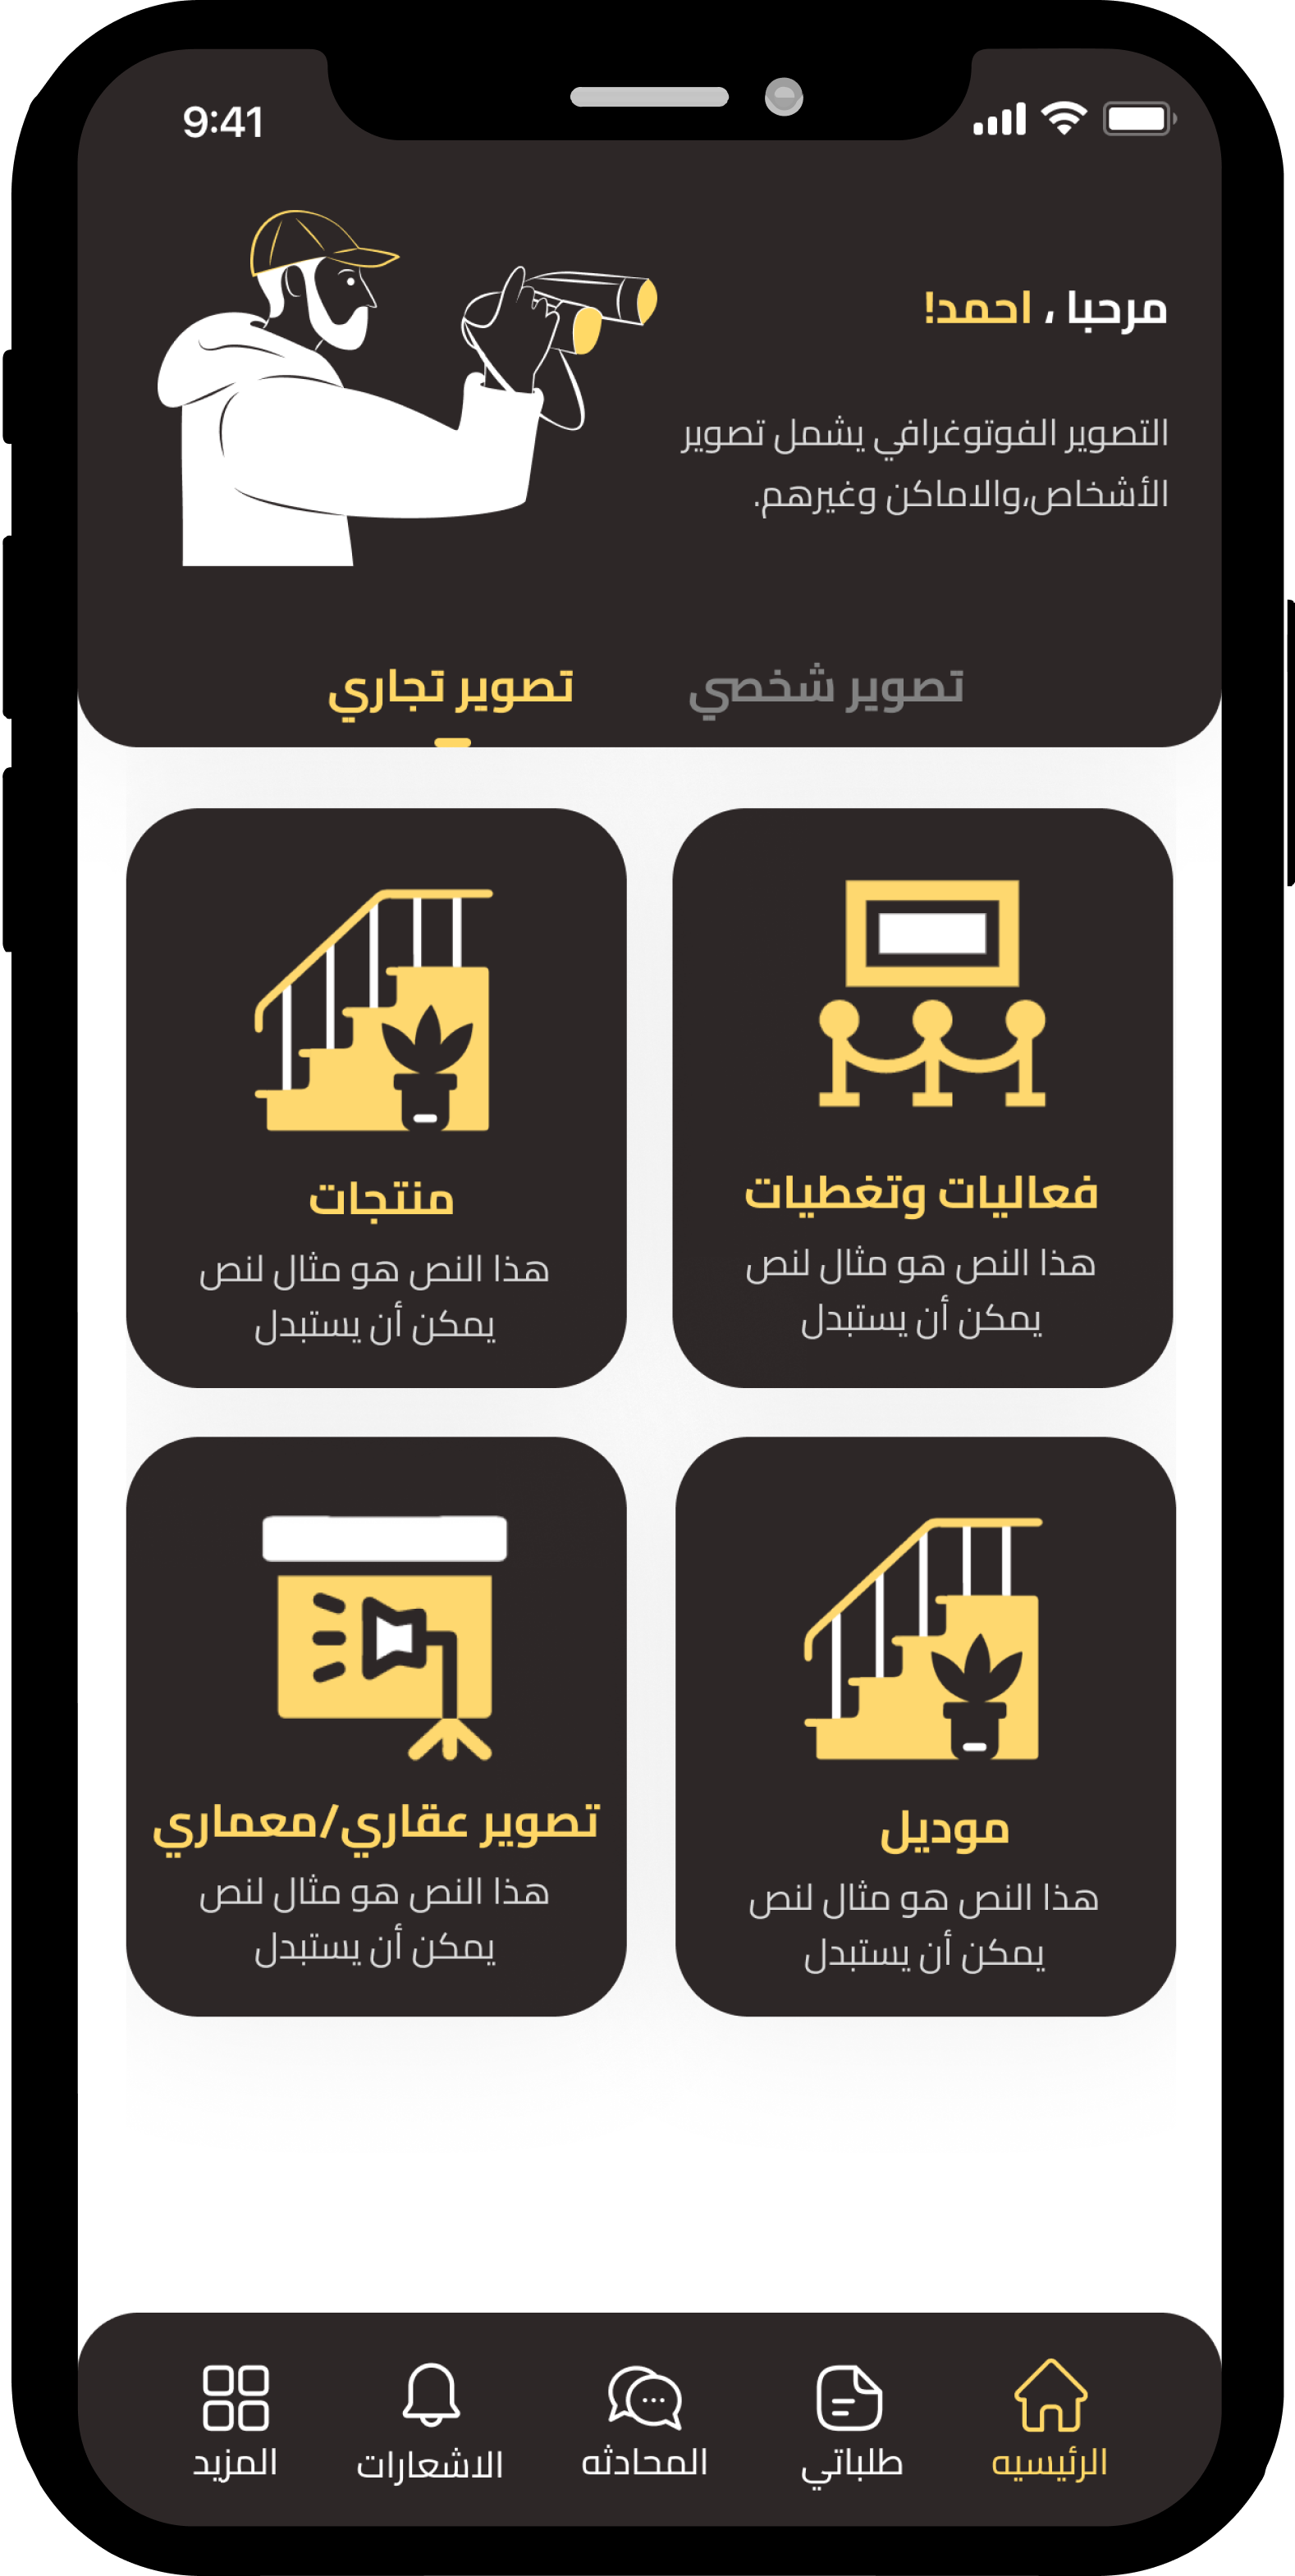 9:41
مرحبا ، احمد!
التصوير الفوتوغرافي يشمل تصوير
الأشخاص،والاماكن وغيرهم.
تصوير شخصي
تصوير تجاري
فعاليات وتغطيات
هذا النص هو مثال لنص
يمكن أن يستبدل
منتجات
هذا النص هو مثال لنص
يمكن أن يستبدل
موديل
هذا النص هو مثال لنص
يمكن أن يستبدل
تصوير عقاري/معماري
هذا النص هو مثال لنص
يمكن أن يستبدل
الرئيسيه
طلباتي
المحادثه
الاشعارات
المزيد